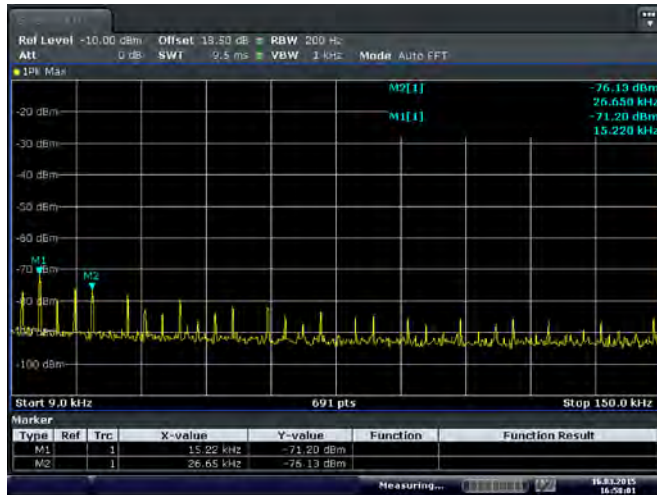 Ref Level -10.00 dBm Offset 18.50 dB RBW 200 Hz
Att 0 dB SWT 9.5 ms VBW 1 kHz Mode Auto FFT
1Pk Max
M2[1] -76.13 dBm
26.650 kHz
M1[1] -71.20 dBm
15.220 kHz
-20 dBm
-30 dBm
-40 dBm
-50 dBm
-60 dBm
M1
-70 dBm
M2
-80 dBm
-100 dBm
Start 9.0 kHz 691 pts Stop 150.0 kHz
Marker
Type Ref Trc X-value Y-value Function Function Result
M1 1 15.22 kHz -71.20 dBm
M2 1 26.65 kHz -76.13 dBm
Measuring... 16.03.2015
16:58:01